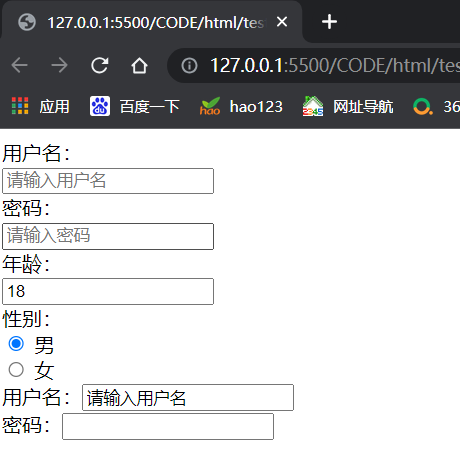 127.0.0.1:5500/CODE/html/tes
127.0.0.1:5500/CODE/html/tes
应用 百度一下 hao123 网址导航 36
用户名：
请输入用户名
密码：
请输入密码
年龄：
18
性别：
男
女
用户名：请输入用户名
密码：